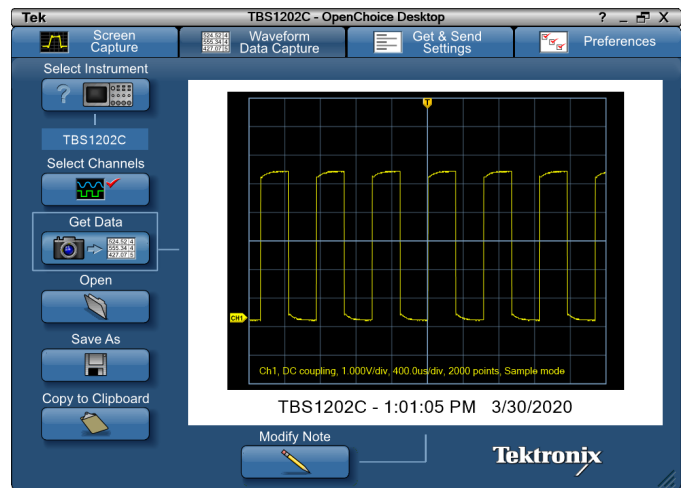 Tek TBS1202C - OpenChoice Desktop ? _ X
Screen
Capture
Waveform
Data Capture
Get & Send
Settings
Preferences
Select Instrument
?
TBS1202C
Select Channels
Get Data
Open
Save As
Copy to Clipboard
T
CH1
Ch1, DC coupling, 1.000V/div, 400.0us/div, 2000 points, Sample mode
TBS1202C - 1:01:05 PM 3/30/2020
Modify Note
Tektronix